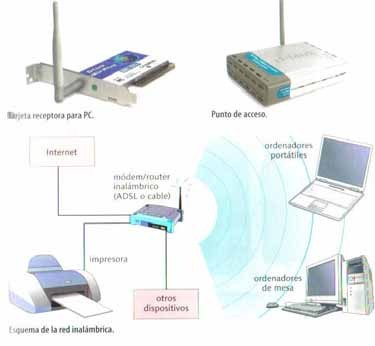 Tarjeta receptora para PC.
Punto de acceso.
Internet
módem/router
inalámbrico
(ADSL o cable)
ordenadores
portátiles
impresora
otros
dispositivos
ordenadores
de mesa
Esquema de la red inalámbrica.